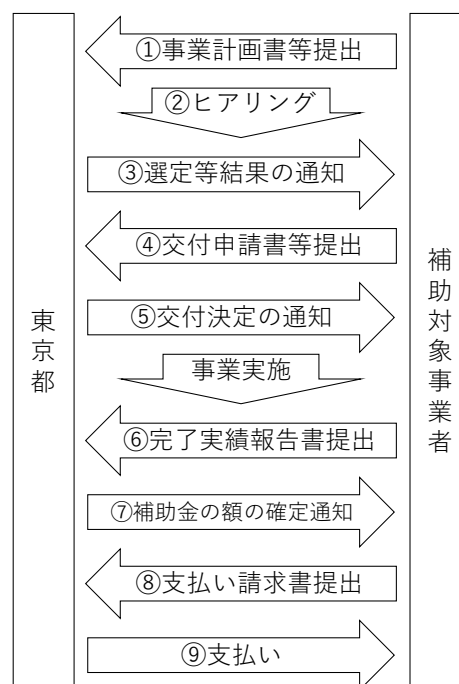 ①事業計画書等提出
②ヒアリング
③選定等結果の通知
④交付申請書等提出
⑤交付決定の通知
事業実施
⑥完了実績報告書提出
⑦補助金の額の確定通知
⑧支払い請求書提出
⑨支払い
東京都
補助対象事業者